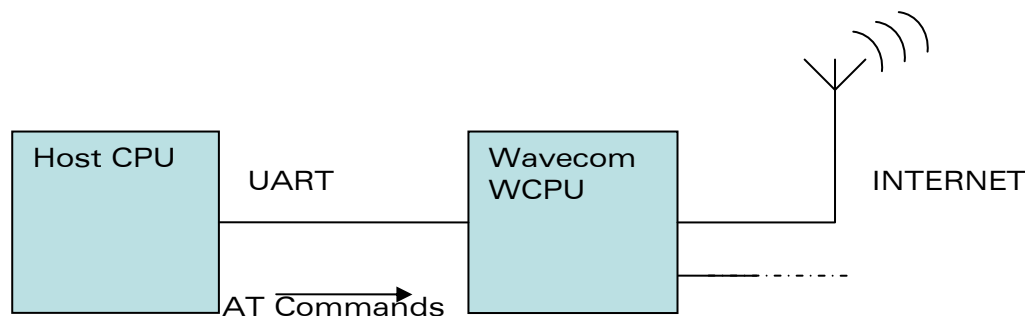 Host CPU
UART
Wavecom
WCPU
INTERNET
AT Commands